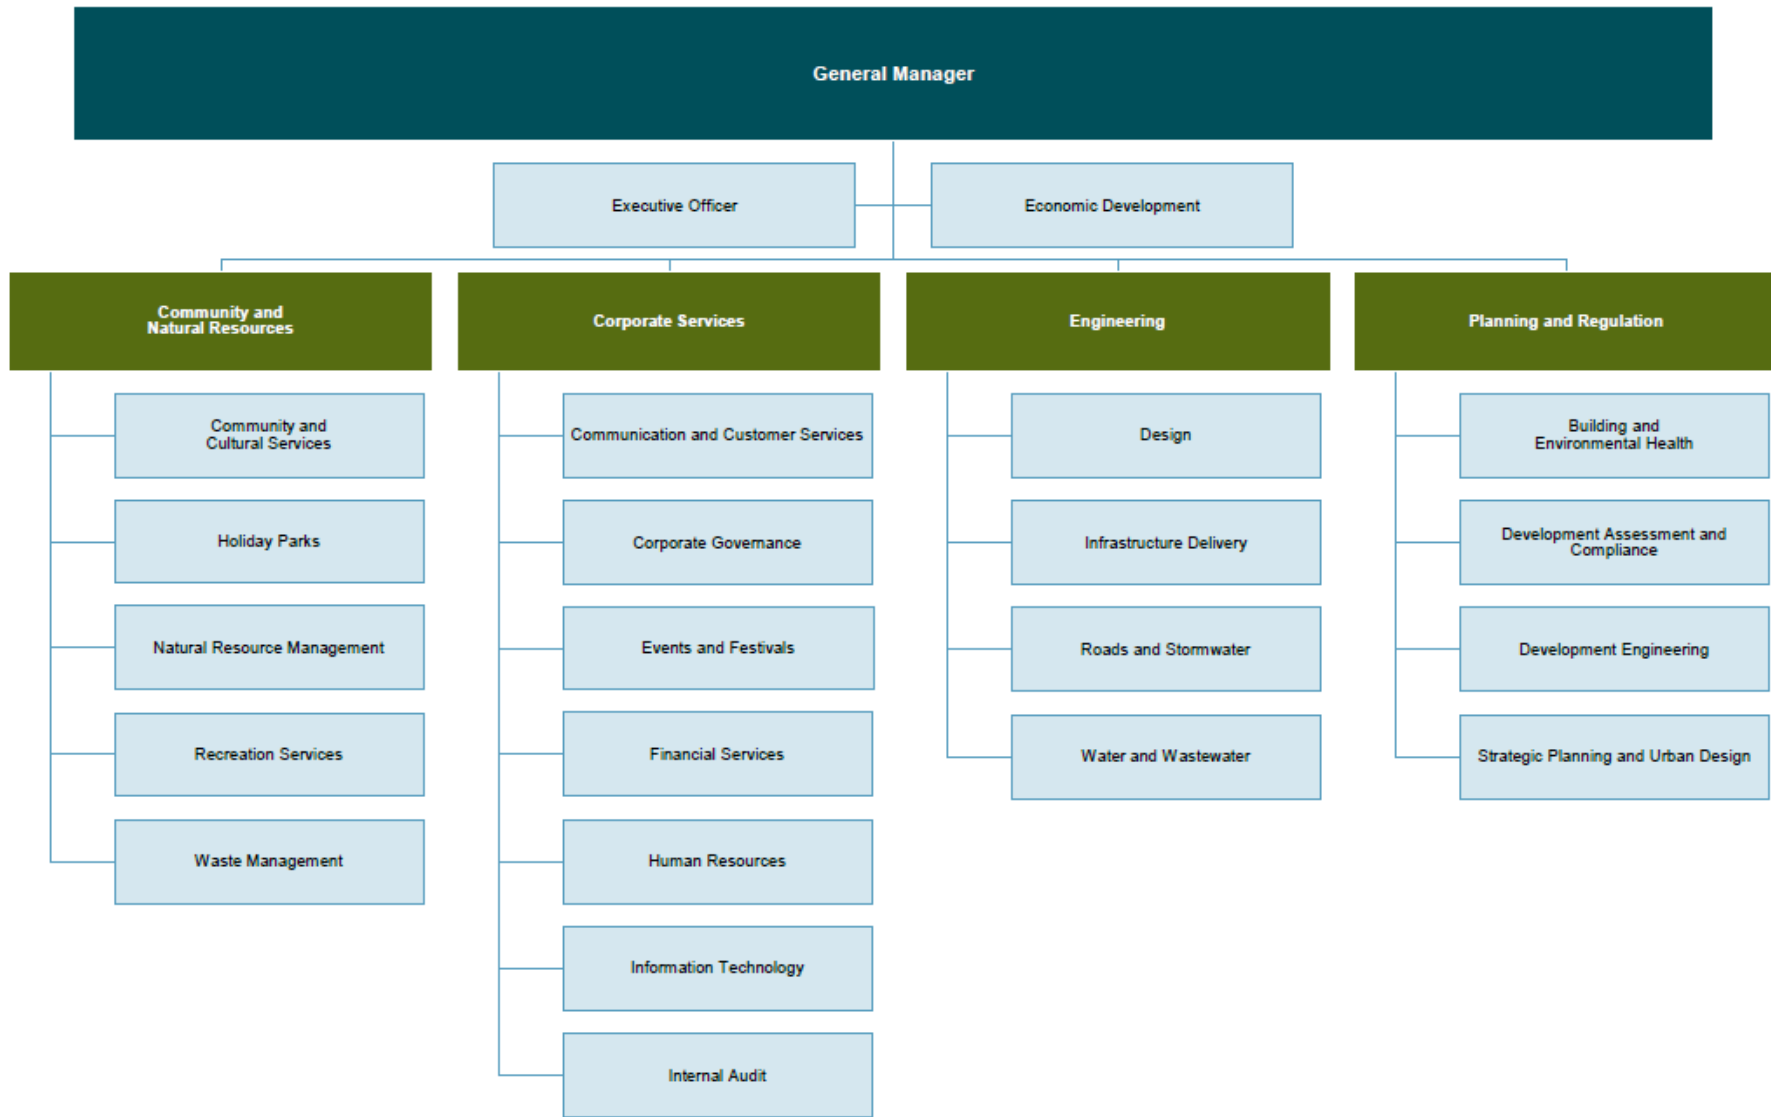 General Manager
Executive Officer
Economic Development
Community and
Natural Resources
Corporate Services
Engineering
Planning and Regulation
Community and
Cultural Services
Holiday Parks
Natural Resource Management
Recreation Services
Waste Management
Communication and Customer Services
Corporate Governance
Events and Festivals
Financial Services
Human Resources
Information Technology
Internal Audit
Design
Infrastructure Delivery
Roads and Stormwater
Water and Wastewater
Building and
Environmental Health
Development Assessment and
Compliance
Development Engineering
Strategic Planning and Urban Design